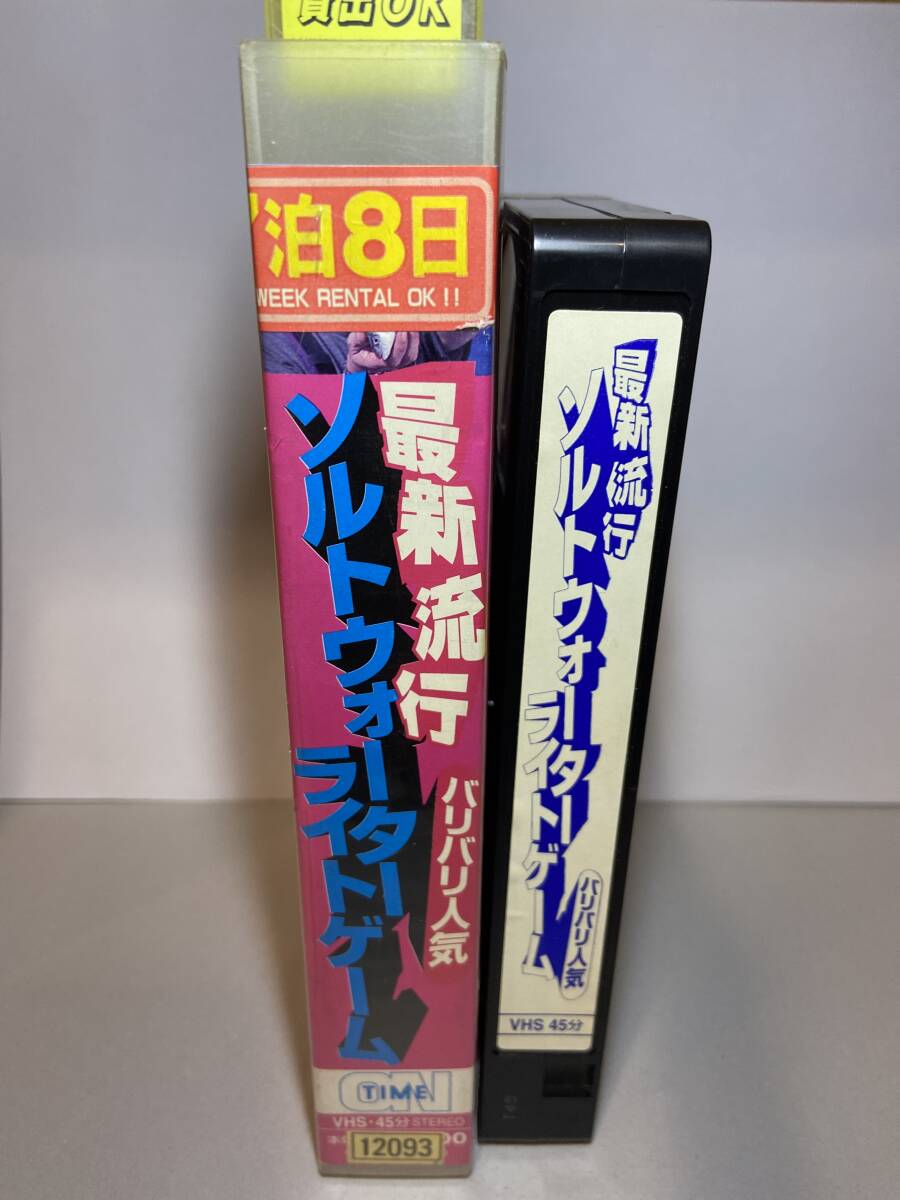 貸出OK
泊8日
WEEK RENTAL OK!!
最新流行
ソルトウォーター
ライトゲーム
バリバリ人気
ON TIME
VHS・45分 STEREO
12093
最新流行
ソルトウォーター
ライトゲーム
バリバリ人気
VHS 45分
T45